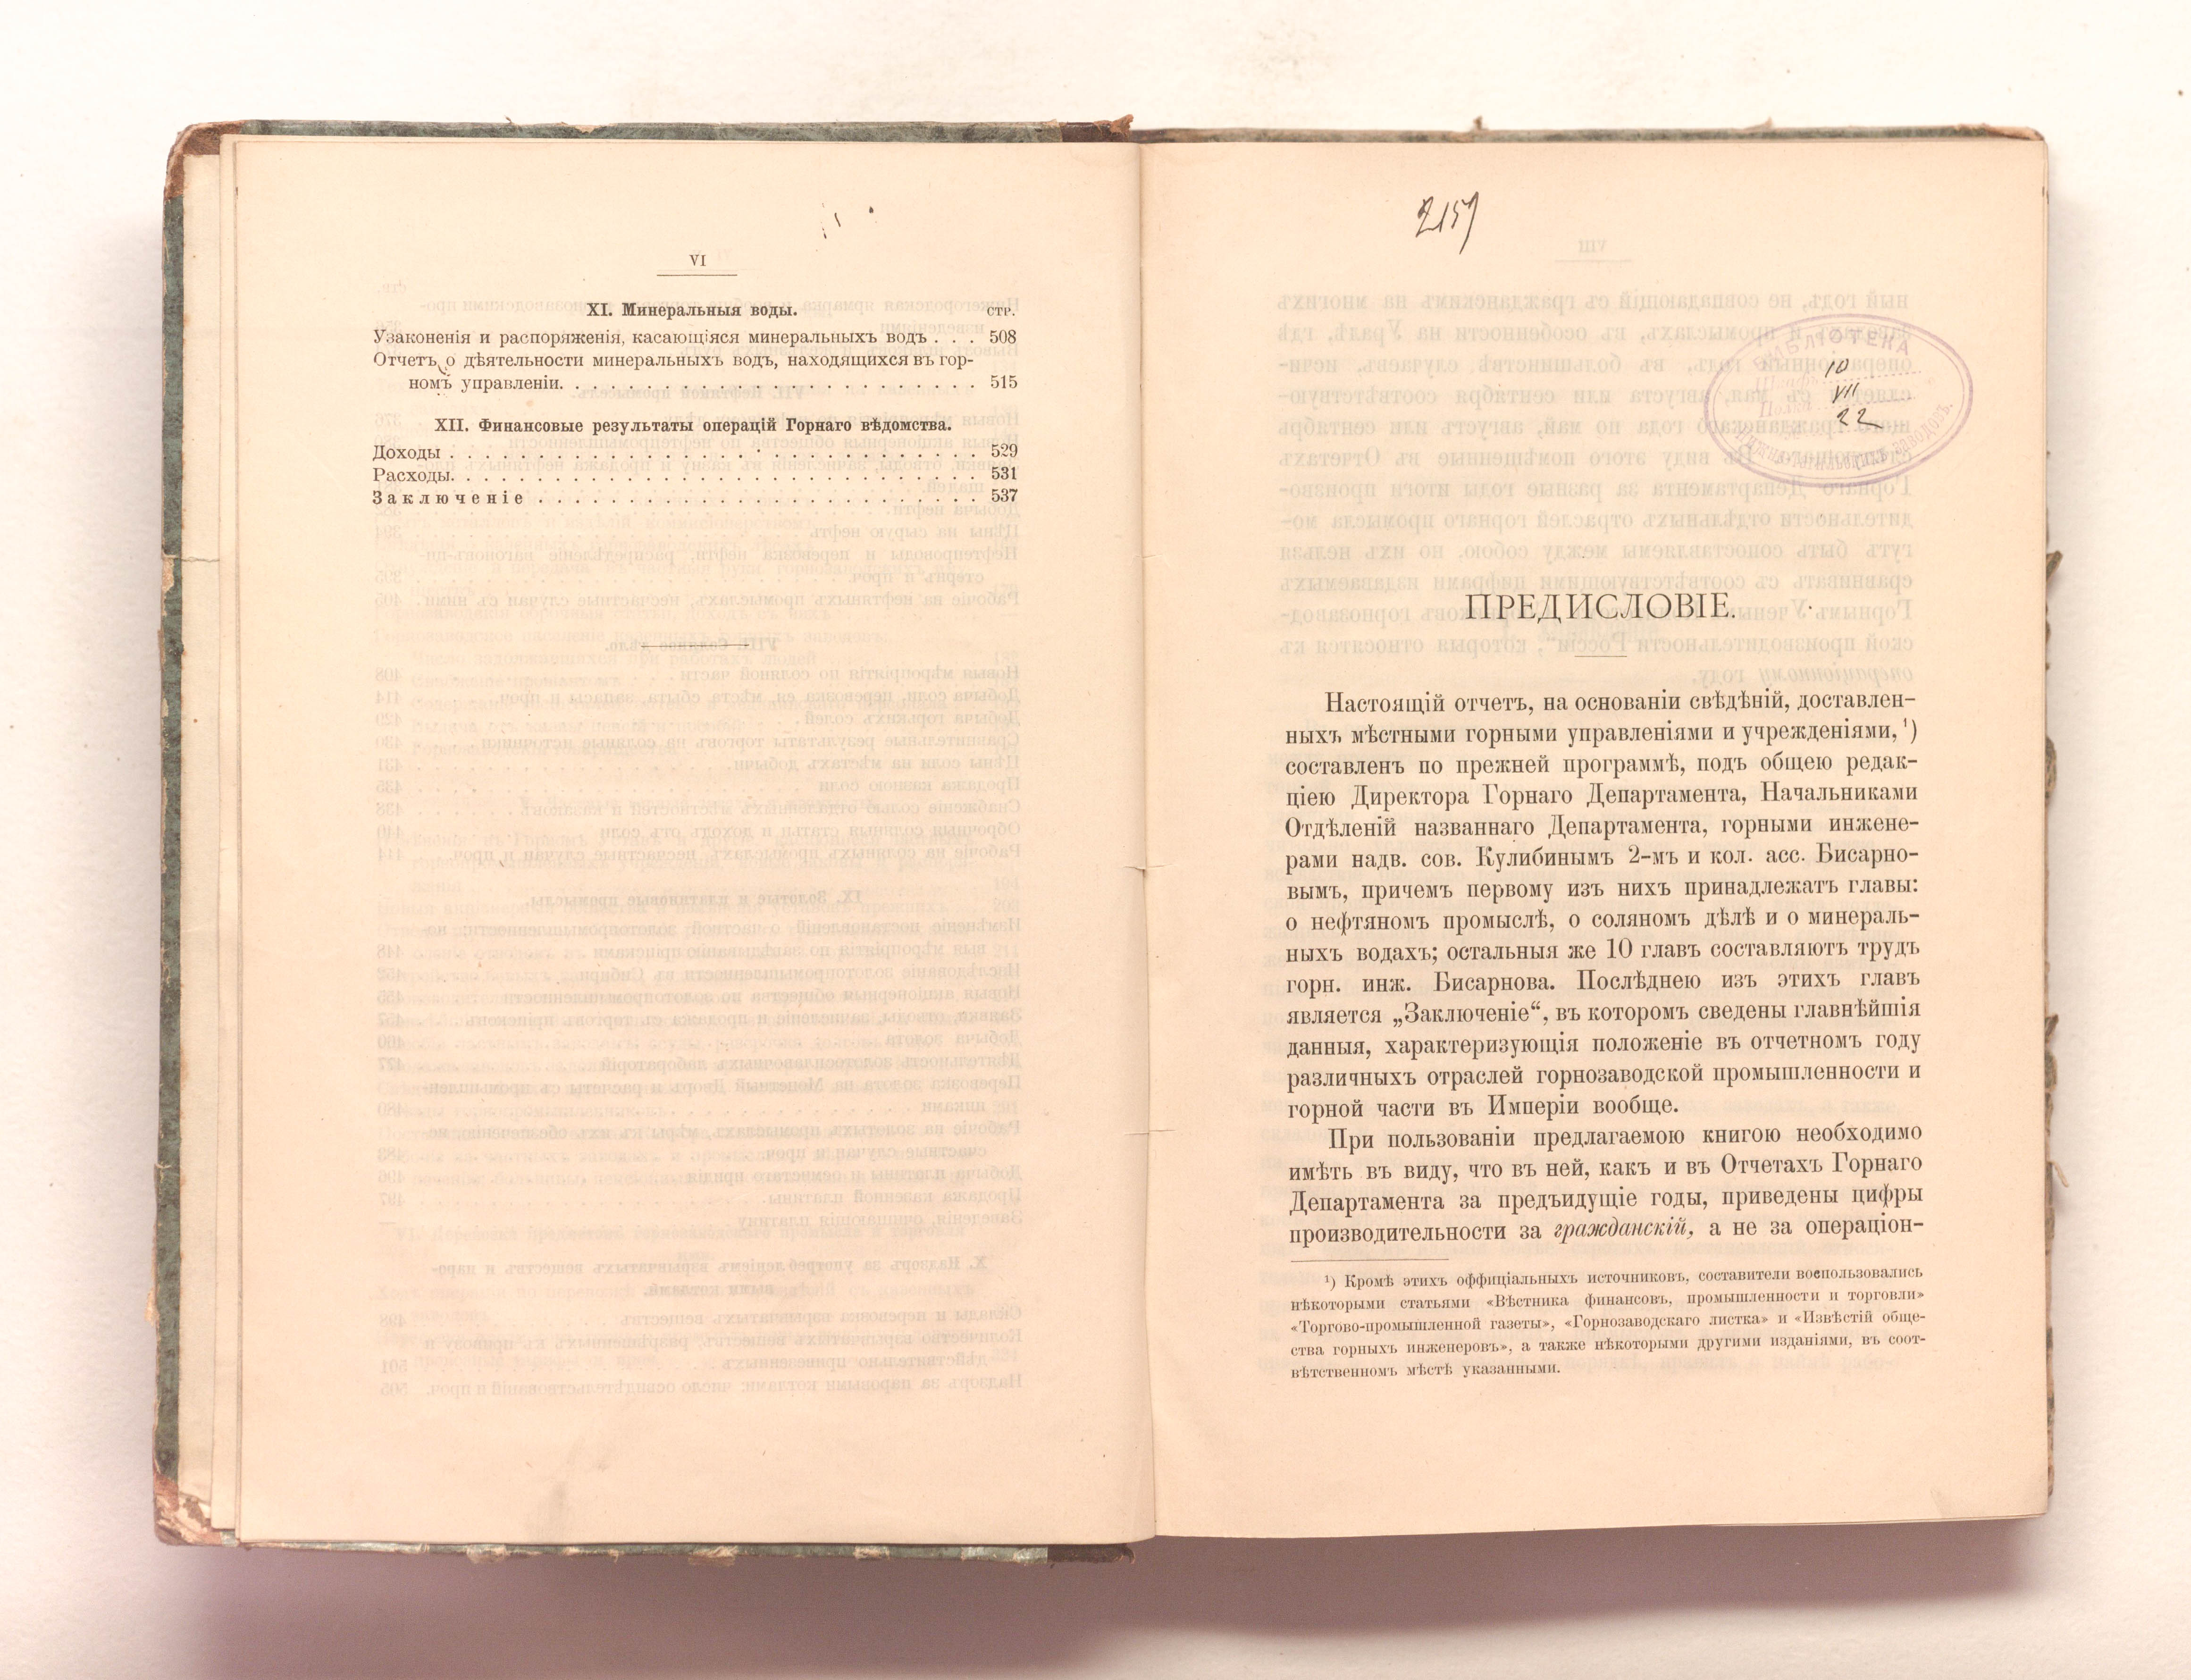 VI
XI. Минеральныя воды. стр.
Узаконенія и распоряженія, касающіяся минеральныхъ водъ . . . 508
Отчетъ о дѣятельности минеральныхъ водъ, находящихся въ гор-
номъ управленіи. . . . . . . . . . . . . . . . . . . . . . . . 515
XII. Финансовые результаты операцій Горнаго вѣдомства.
Доходы . . . . . . . . . . . . . . . . . . . . . . . . . . . . . . 529
Расходы. . . . . . . . . . . . . . . . . . . . . . . . . . . . . 531
Заключеніе . . . . . . . . . . . . . . . . . . . . . . . . . 537
БИБЛІОТЕКА
Шкафъ 10
Полка VII
22
НИЖНЕ-ТАГИЛЬСКИХЪ ЗАВОДОВЪ.
ПРЕДИСЛОВІЕ.
Настоящій отчетъ, на основаніи свѣдѣній, доставлен-
ныхъ мѣстными горными управленіями и учрежденіями, ¹)
составленъ по прежней программѣ, подъ общею редак-
ціею Директора Горнаго Департамента, Начальниками
Отдѣленій названнаго Департамента, горными инжене-
рами надв. сов. Кулибинымъ 2-мъ и кол. асс. Бисарно-
вымъ, причемъ первому изъ нихъ принадлежатъ главы:
о нефтяномъ промыслѣ, о соляномъ дѣлѣ и о минераль-
ныхъ водахъ; остальныя же 10 главъ составляютъ трудъ
горн. инж. Бисарнова. Послѣднею изъ этихъ главъ
является „Заключеніе“, въ которомъ сведены главнѣйшія
данныя, характеризующія положеніе въ отчетномъ году
различныхъ отраслей горнозаводской промышленности и
горной части въ Имперіи вообще.
При пользованіи предлагаемою книгою необходимо
имѣть въ виду, что въ ней, какъ и въ Отчетахъ Горнаго
Департамента за предъидущіе годы, приведены цифры
производительности за гражданскій, а не за операціон-
¹) Кромѣ этихъ оффиціальныхъ источниковъ, составители воспользовались
нѣкоторыми статьями «Вѣстника финансовъ, промышленности и торговли»
«Торгово-промышленной газеты», «Горнозаводскаго листка» и «Извѣстій обще-
ства горныхъ инженеровъ», а также нѣкоторыми другими изданіями, въ соот-
вѣтственномъ мѣстѣ указанными.